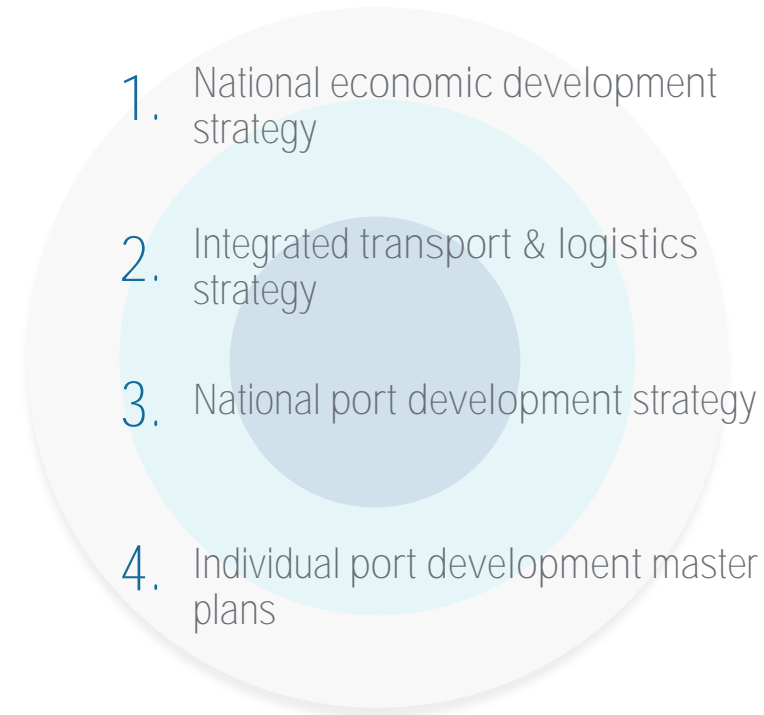 1. National economic development
strategy
2. Integrated transport & logistics
strategy
3. National port development strategy
4. Individual port development master
plans